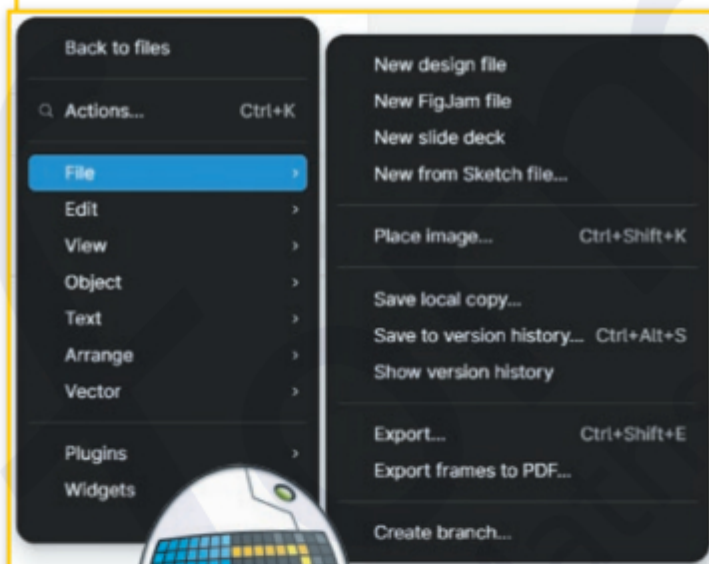 Back to files
Actions... Ctrl+K
File
Edit
View
Object
Text
Arrange
Vector
Plugins
Widgets
New design file
New FigJam file
New slide deck
New from Sketch file...
Place image... Ctrl+Shift+K
Save local copy...
Save to version history... Ctrl+Alt+S
Show version history
Export... Ctrl+Shift+E
Export frames to PDF...
Create branch...